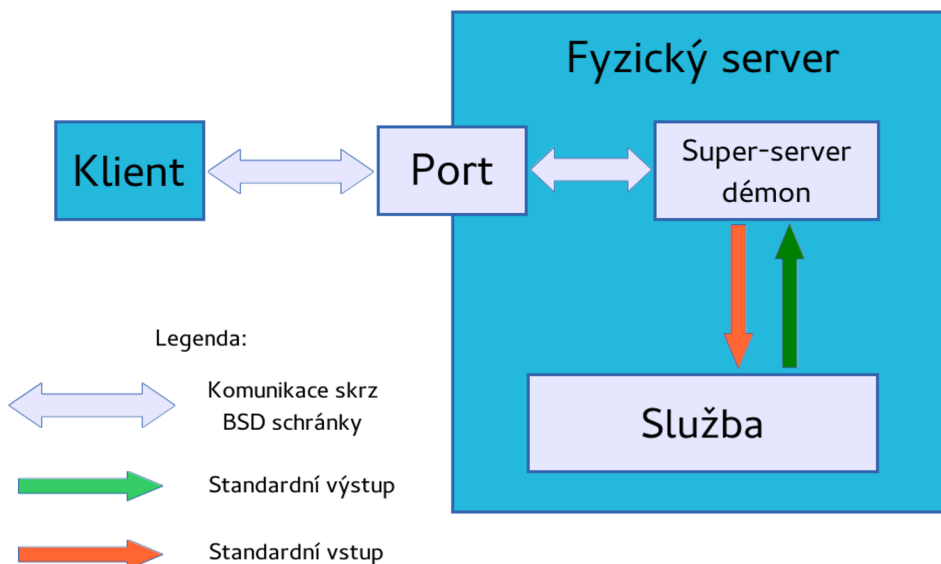 Fyzický server
Klient
Port
Super-server
démon
Služba
Legenda:
Komunikace skrz
BSD schránky
Standardní výstup
Standardní vstup